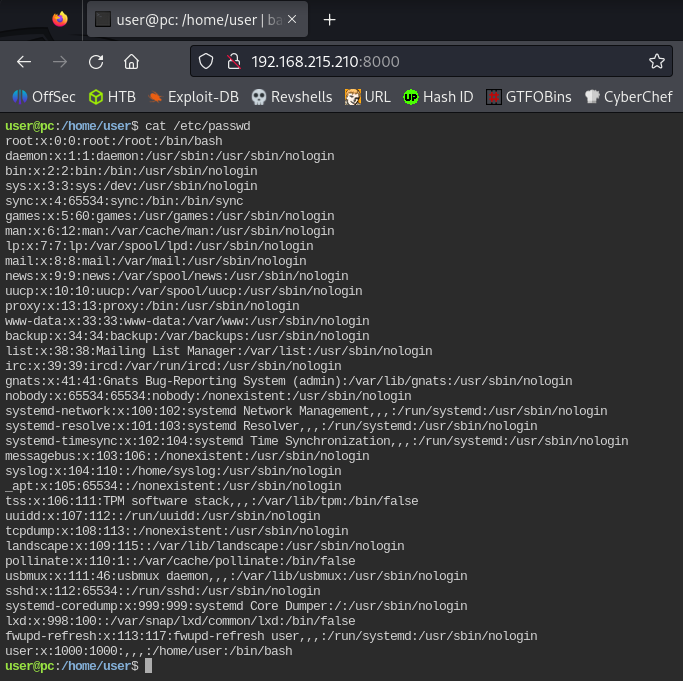 user@pc: /home/user | ba
192.168.215.210:8000
OffSec HTB Exploit-DB Revshells URL Hash ID GTFOBins CyberChef
user@pc:/home/user$ cat /etc/passwd
root:x:0:0:root:/root:/bin/bash
daemon:x:1:1:daemon:/usr/sbin:/usr/sbin/nologin
bin:x:2:2:bin:/bin:/usr/sbin/nologin
sys:x:3:3:sys:/dev:/usr/sbin/nologin
sync:x:4:65534:sync:/bin:/bin/sync
games:x:5:60:games:/usr/games:/usr/sbin/nologin
man:x:6:12:man:/var/cache/man:/usr/sbin/nologin
lp:x:7:7:lp:/var/spool/lpd:/usr/sbin/nologin
mail:x:8:8:mail:/var/mail:/usr/sbin/nologin
news:x:9:9:news:/var/spool/news:/usr/sbin/nologin
uucp:x:10:10:uucp:/var/spool/uucp:/usr/sbin/nologin
proxy:x:13:13:proxy:/bin:/usr/sbin/nologin
www-data:x:33:33:www-data:/var/www:/usr/sbin/nologin
backup:x:34:34:backup:/var/backups:/usr/sbin/nologin
list:x:38:38:Mailing List Manager:/var/list:/usr/sbin/nologin
irc:x:39:39:ircd:/var/run/ircd:/usr/sbin/nologin
gnats:x:41:41:Gnats Bug-Reporting System (admin):/var/lib/gnats:/usr/sbin/nologin
nobody:x:65534:65534:nobody:/nonexistent:/usr/sbin/nologin
systemd-network:x:100:102:systemd Network Management,,,:/run/systemd:/usr/sbin/nologin
systemd-resolve:x:101:103:systemd Resolver,,,:/run/systemd:/usr/sbin/nologin
systemd-timesync:x:102:104:systemd Time Synchronization,,,:/run/systemd:/usr/sbin/nologin
messagebus:x:103:106::/nonexistent:/usr/sbin/nologin
syslog:x:104:110::/home/syslog:/usr/sbin/nologin
_apt:x:105:65534::/nonexistent:/usr/sbin/nologin
tss:x:106:111:TPM software stack,,,:/var/lib/tpm:/bin/false
uuidd:x:107:112::/run/uuidd:/usr/sbin/nologin
tcpdump:x:108:113::/nonexistent:/usr/sbin/nologin
landscape:x:109:115::/var/lib/landscape:/usr/sbin/nologin
pollinate:x:110:1::/var/cache/pollinate:/bin/false
usbmux:x:111:46:usbmux daemon,,,:/var/lib/usbmux:/usr/sbin/nologin
sshd:x:112:65534::/run/sshd:/usr/sbin/nologin
systemd-coredump:x:999:999:systemd Core Dumper:/:/usr/sbin/nologin
lxd:x:998:100::/var/snap/lxd/common/lxd:/bin/false
fwupd-refresh:x:113:117:fwupd-refresh user,,,:/run/systemd:/usr/sbin/nologin
user:x:1000:1000:,,,:/home/user:/bin/bash
user@pc:/home/user$